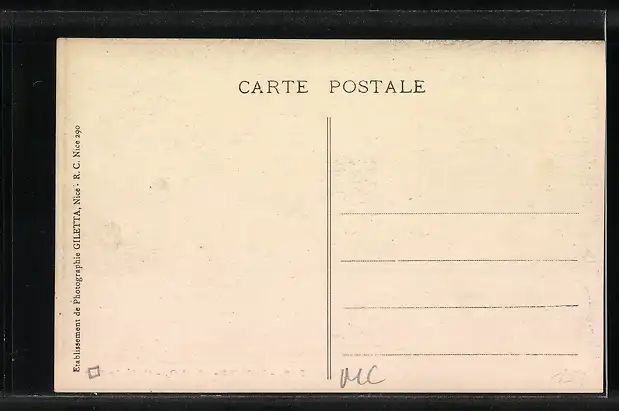 CARTE POSTALE
Etablissement de Photographie GILETTA, Nice - R. C. Nice 290